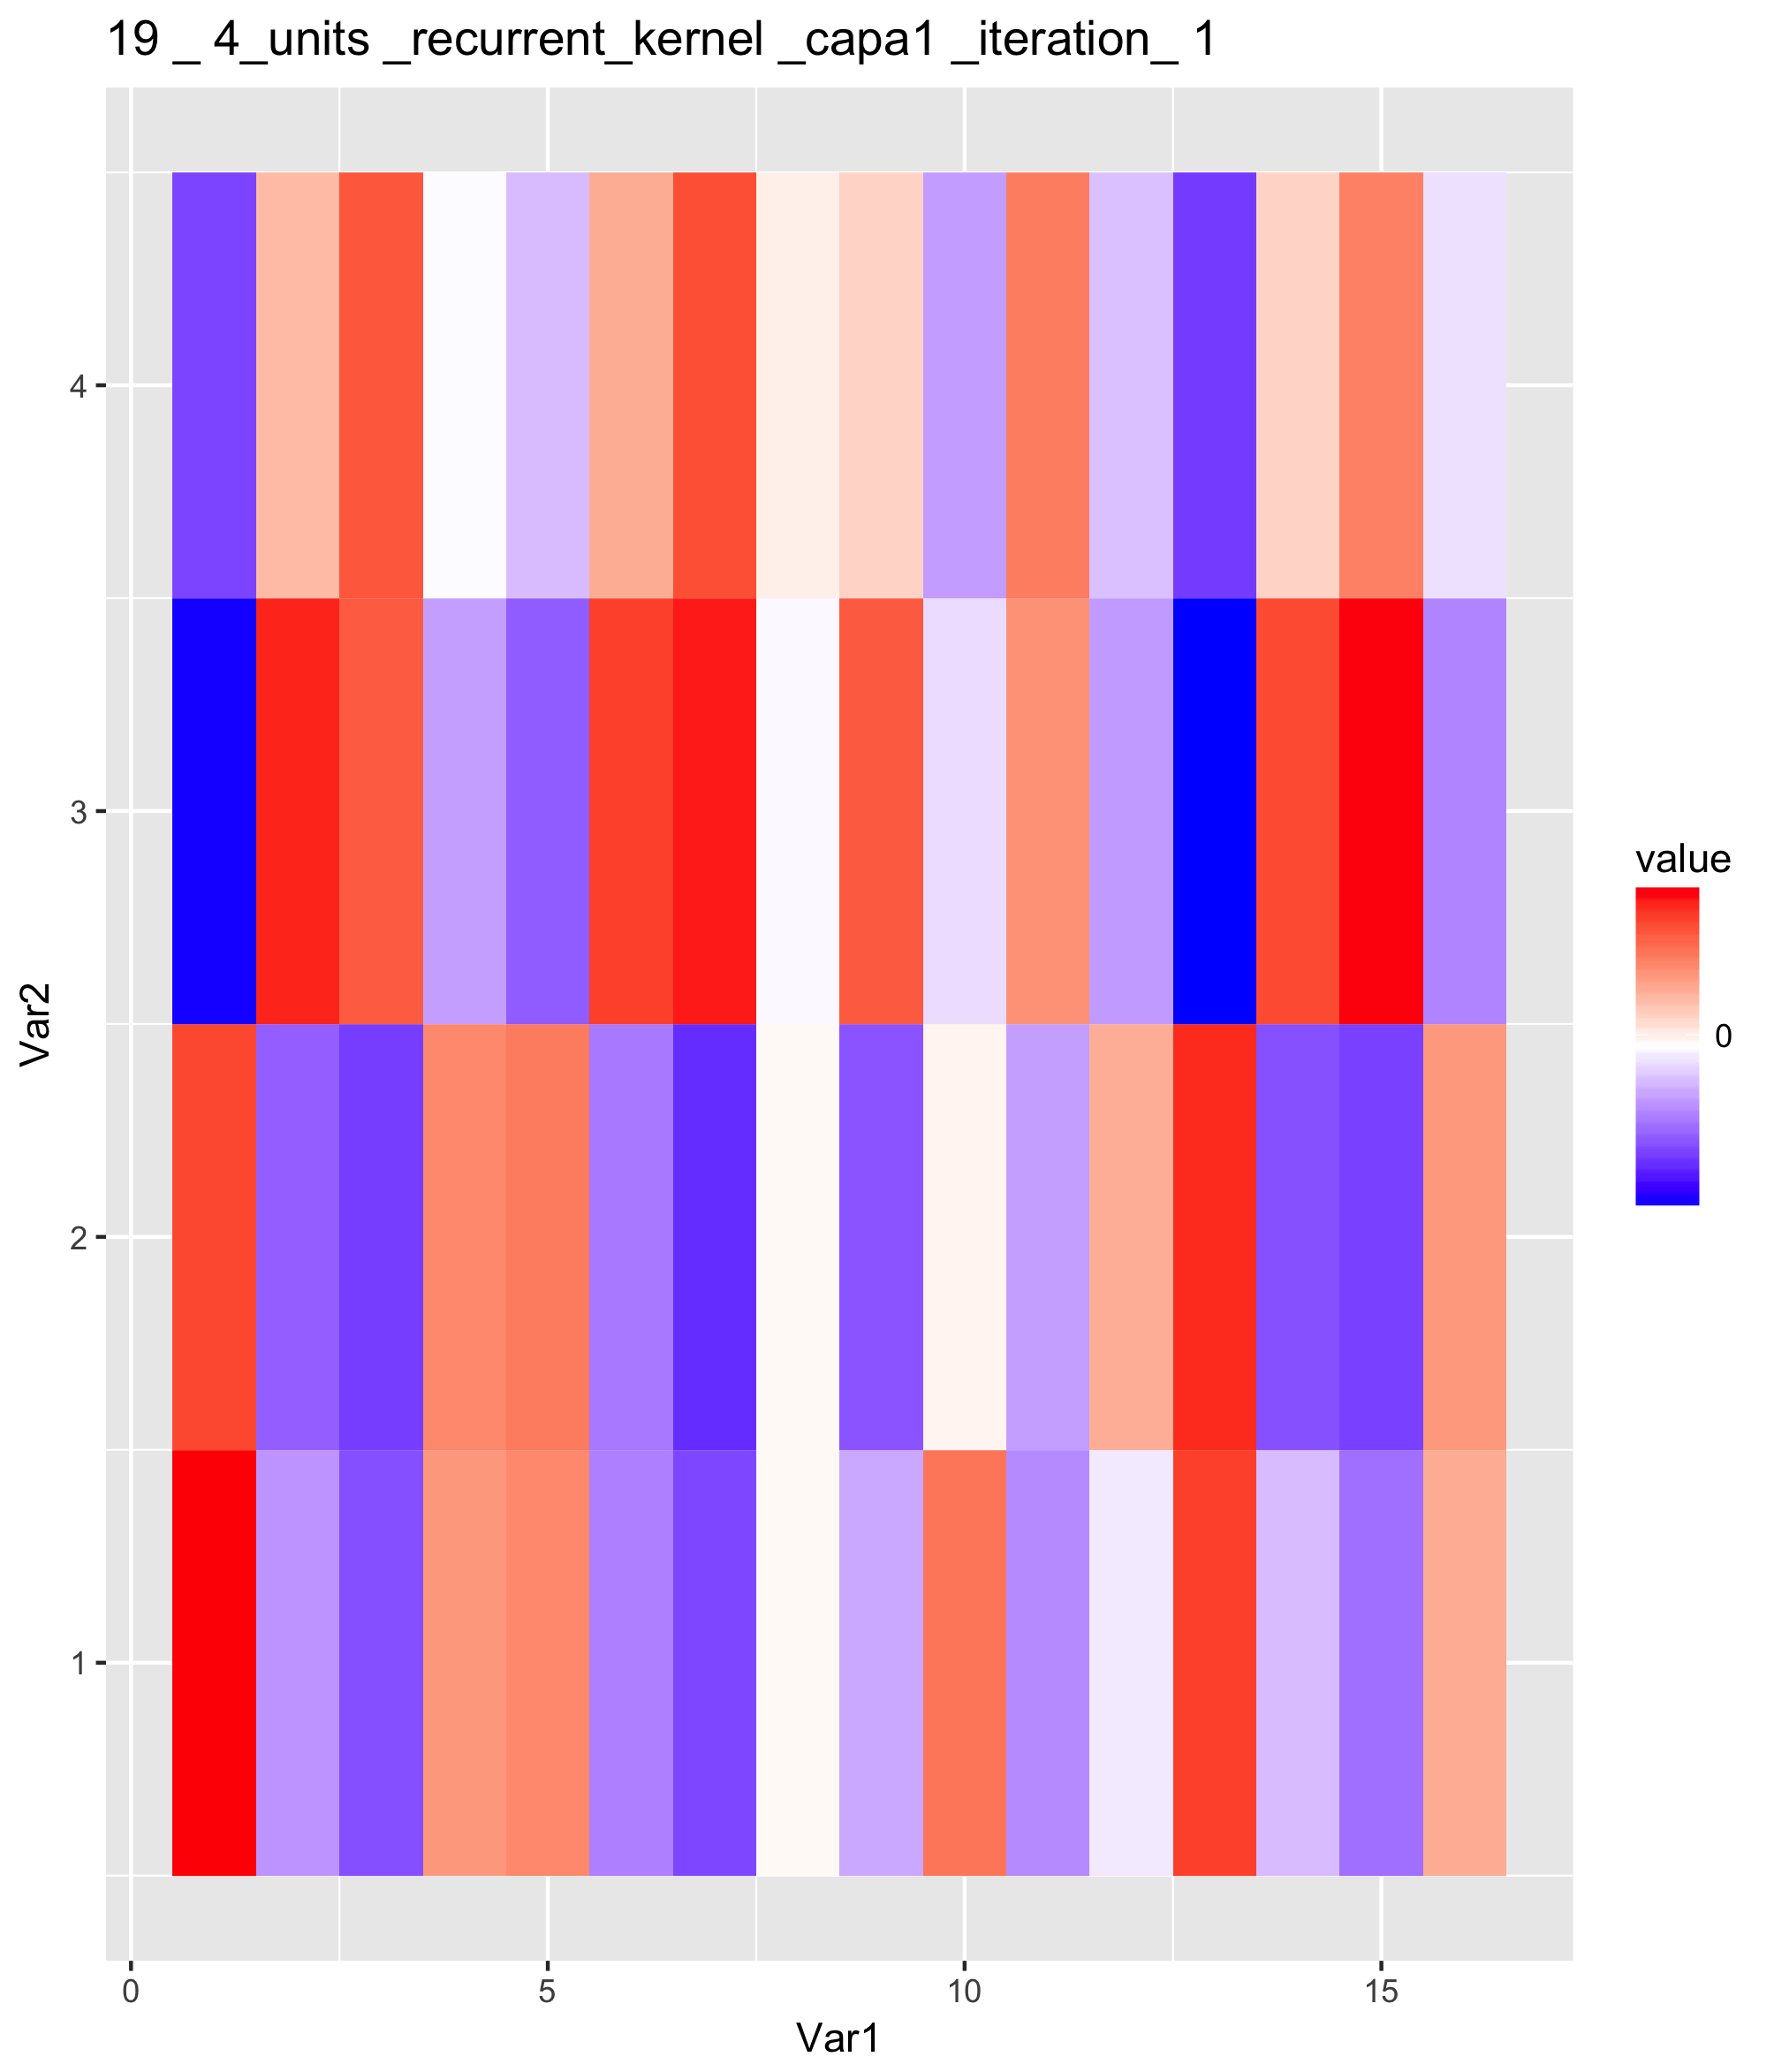 19 _ 4_units _recurrent_kernel _capa1 _iteration_ 1
4
3
2
1
Var2
0
5
10
15
Var1
value
0